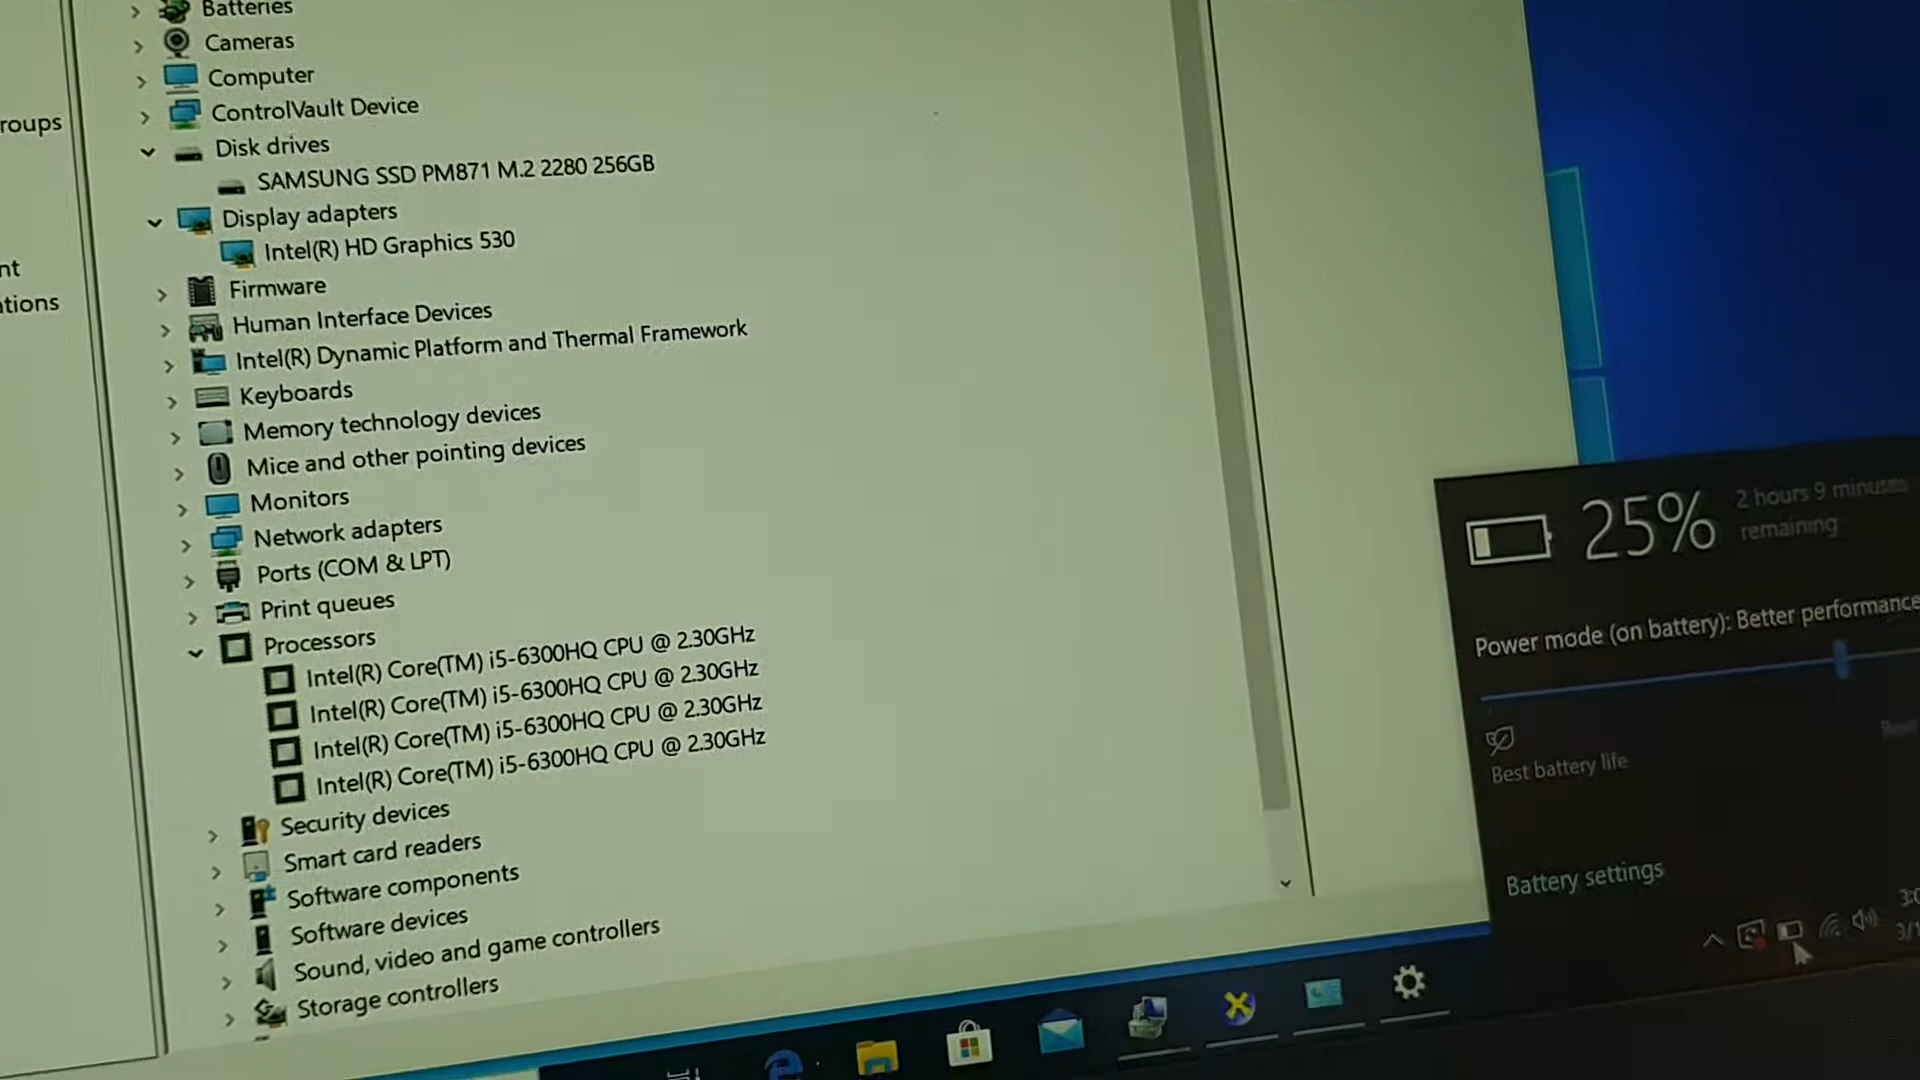 Batteries
Cameras
Computer
ControlVault Device
roups
Disk drives
SAMSUNG SSD PM871 M.2 2280 256GB
Display adapters
Intel(R) HD Graphics 530
nt
Firmware
ations
Human Interface Devices
Intel(R) Dynamic Platform and Thermal Framework
Keyboards
Memory technology devices
Mice and other pointing devices
Monitors
Network adapters
Ports (COM & LPT)
Print queues
Processors
Intel(R) Core(TM) i5-6300HQ CPU @ 2.30GHz
Intel(R) Core(TM) i5-6300HQ CPU @ 2.30GHz
Intel(R) Core(TM) i5-6300HQ CPU @ 2.30GHz
Intel(R) Core(TM) i5-6300HQ CPU @ 2.30GHz
Security devices
Smart card readers
Software components
Software devices
Sound, video and game controllers
Storage controllers
25%
2 hours 9 minutes
remaining
Power mode (on battery): Better performance
Best battery life
Battery settings